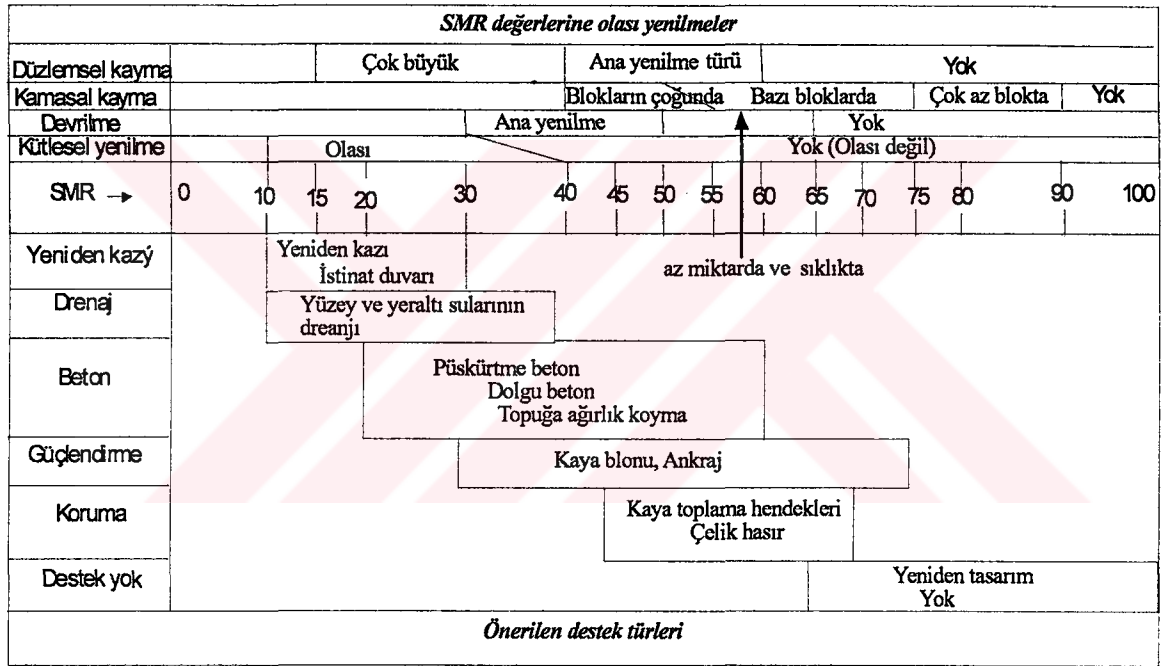 SMR değerlerine olası yenilmeler
Düzlemsel kayma Çok büyük Ana yenilme türü Yok
Kamasal kayma Blokların çoğunda Bazı bloklarda Çok az blokta Yok
Devrilme Ana yenilme Yok
Kütlesel yenilme Olası Yok (Olası değil)
SMR → 0 10 15 20 30 40 45 50 55 60 65 70 75 80 90 100
Yeniden kazý Yeniden kazı
İstinat duvarı
az miktarda ve sıklıkta
Drenaj Yüzey ve yeraltı sularının
dreanjı
Beton Püskürtme beton
Dolgu beton
Topuğa ağırlık koyma
Güçlendirme Kaya blonu, Ankraj
Koruma Kaya toplama hendekleri
Çelik hasır
Destek yok Yeniden tasarım
Yok
Önerilen destek türleri